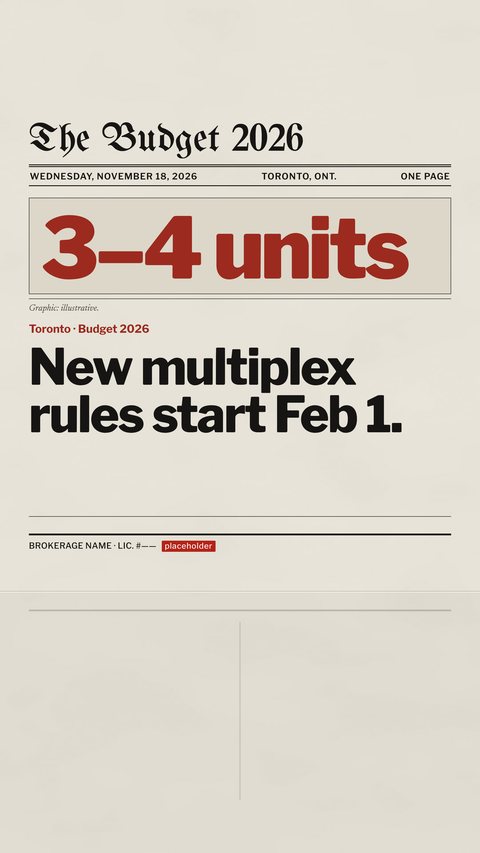 The Budget 2026
WEDNESDAY, NOVEMBER 18, 2026 TORONTO, ONT. ONE PAGE
3–4 units
Graphic: illustrative.
Toronto · Budget 2026
New multiplex
rules start Feb 1.
BROKERAGE NAME · LIC. #—— placeholder